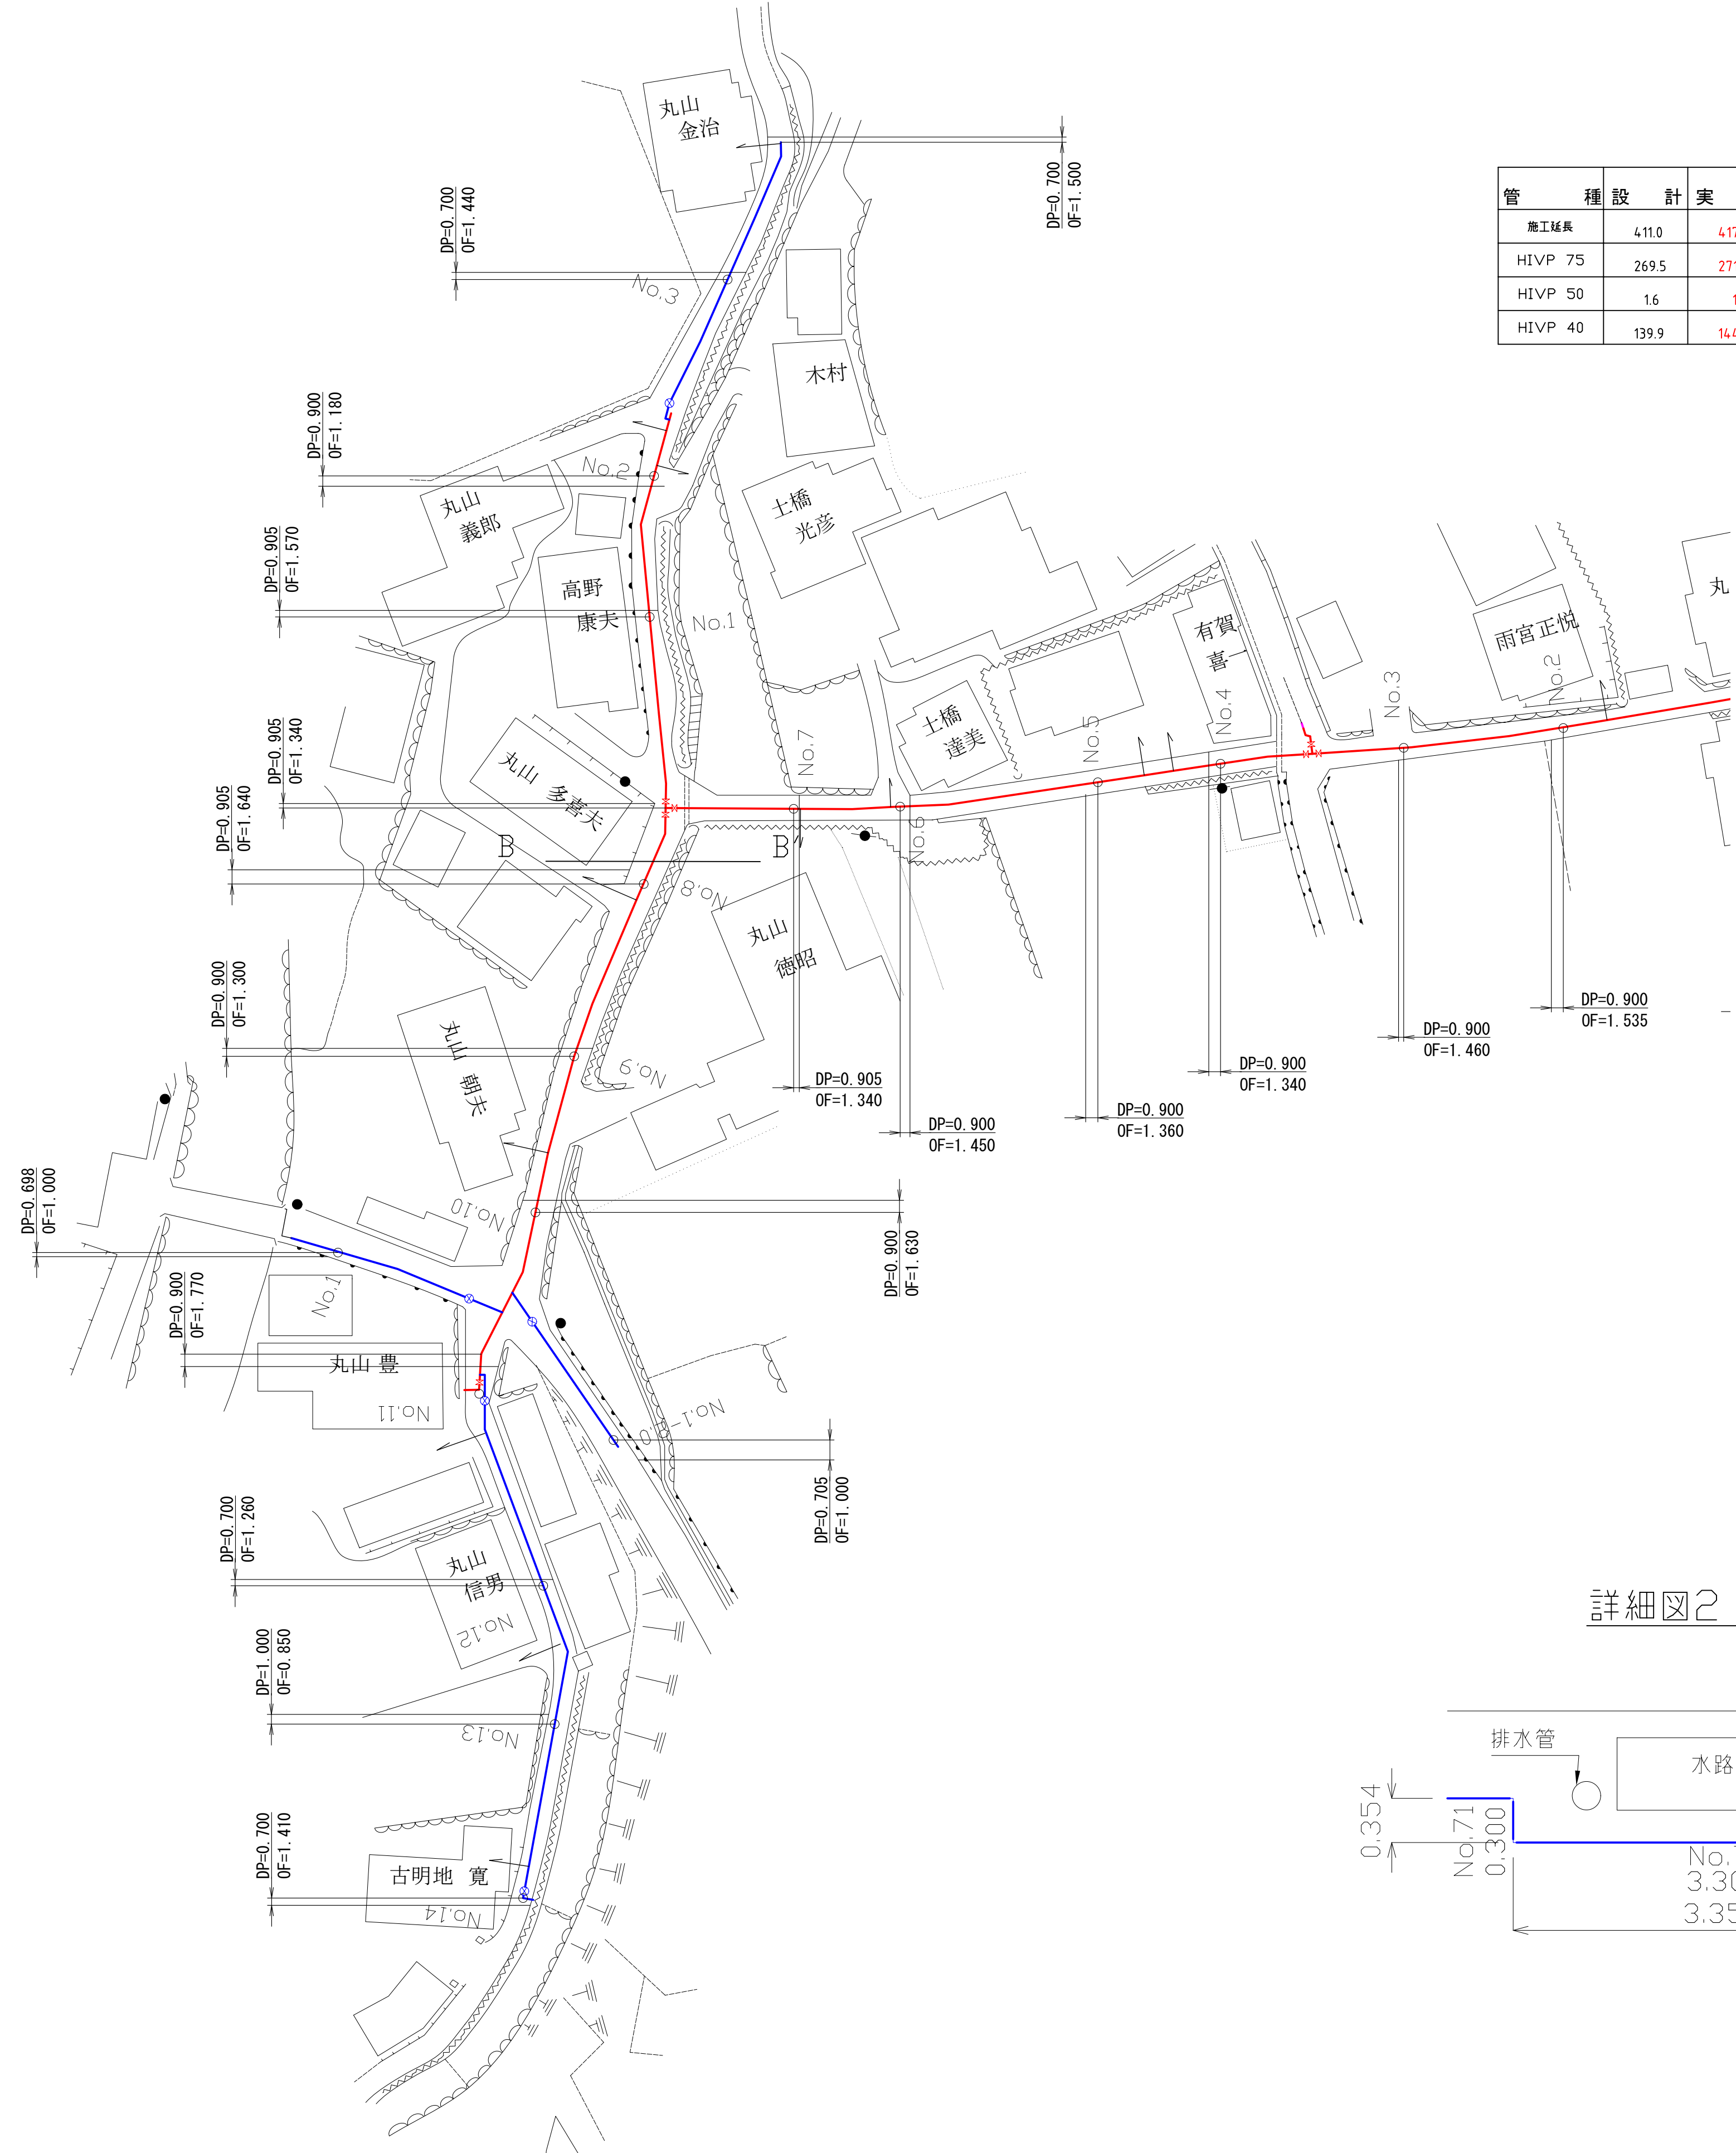 丸山
金治
DP=0.700
OF=1.500
DP=0.700
OF=1.440
No.3
管 種 設 計 実
施工延長 411.0
HIVP 75 269.5
HIVP 50 1.6
HIVP 40 139.9
木村
DP=0.900
OF=1.180
No.2
丸山
義郎
土橋
光彦
DP=0.905
OF=1.570
高野
康夫
No.1
有賀
喜一
雨宮正悦
丸
No.2
No.3
No.4
No.5
No.7
土橋
達美
DP=0.905
OF=1.340
丸山
多喜夫
No.6
B
B'
DP=0.905
OF=1.640
No.8
丸山
徳昭
DP=0.900
OF=1.300
DP=0.900
OF=1.535
DP=0.900
OF=1.460
DP=0.900
OF=1.340
DP=0.900
OF=1.360
DP=0.900
OF=1.450
DP=0.905
OF=1.340
丸山
朝夫
No.9
DP=0.698
OF=1.000
No.10
DP=0.900
OF=1.630
DP=0.900
OF=1.770
No.1
丸山 豊
No.11
DP=0.705
OF=1.000
DP=0.700
OF=1.260
丸山
信男
No.12
DP=1.000
OF=0.850
No.13
DP=0.700
OF=1.410
古明地 寛
No.14
詳細図2
排水管
水路
0.354
No.71
0.300